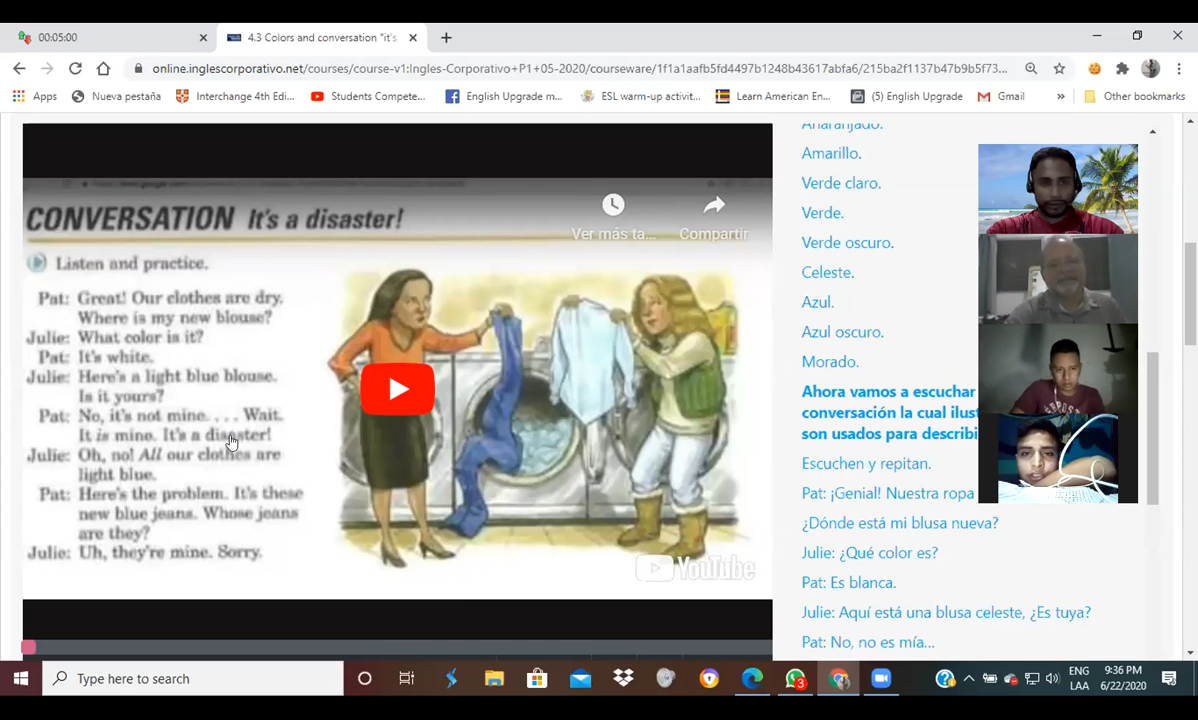 00:05:00
4.3 Colors and conversation "it's
online.inglescorporativo.net/courses/course-v1:Ingles-Corporativo+P1+05-2020/courseware/1f1a1aafb5fd4497b1248b43617abfa6/215ba2f1137b47b9b5f73...
Apps
Nueva pestaña
Interchange 4th Edi...
Students Compete...
English Upgrade m...
ESL warm-up activit...
Learn American En...
(5) English Upgrade
Gmail
»
Other bookmarks
CONVERSATION It's a disaster!
Ver más ta...
Compartir
Listen and practice.
Pat: Great! Our clothes are dry.
Where is my new blouse?
Julie: What color is it?
Pat: It's white.
Julie: Here's a light blue blouse.
Is it yours?
Pat: No, it's not mine. . . . Wait.
It is mine. It's a disaster!
Julie: Oh, no! All our clothes are
light blue.
Pat: Here's the problem. It's these
new blue jeans. Whose jeans
are they?
Julie: Uh, they're mine. Sorry.
YouTube
Anaranjado.
Amarillo.
Verde claro.
Verde.
Verde oscuro.
Celeste.
Azul.
Azul oscuro.
Morado.
Ahora vamos a escuchar
conversación la cual
son usados para
Escuchen y repitan.
Pat: ¡Genial! Nuestra ropa
¿Dónde está mi blusa nueva?
Julie: ¿Qué color es?
Pat: Es blanca.
Julie: Aquí está una blusa celeste, ¿Es tuya?
Pat: No, no es mía...
Type here to search
3
ENG
LAA
9:36 PM
6/22/2020